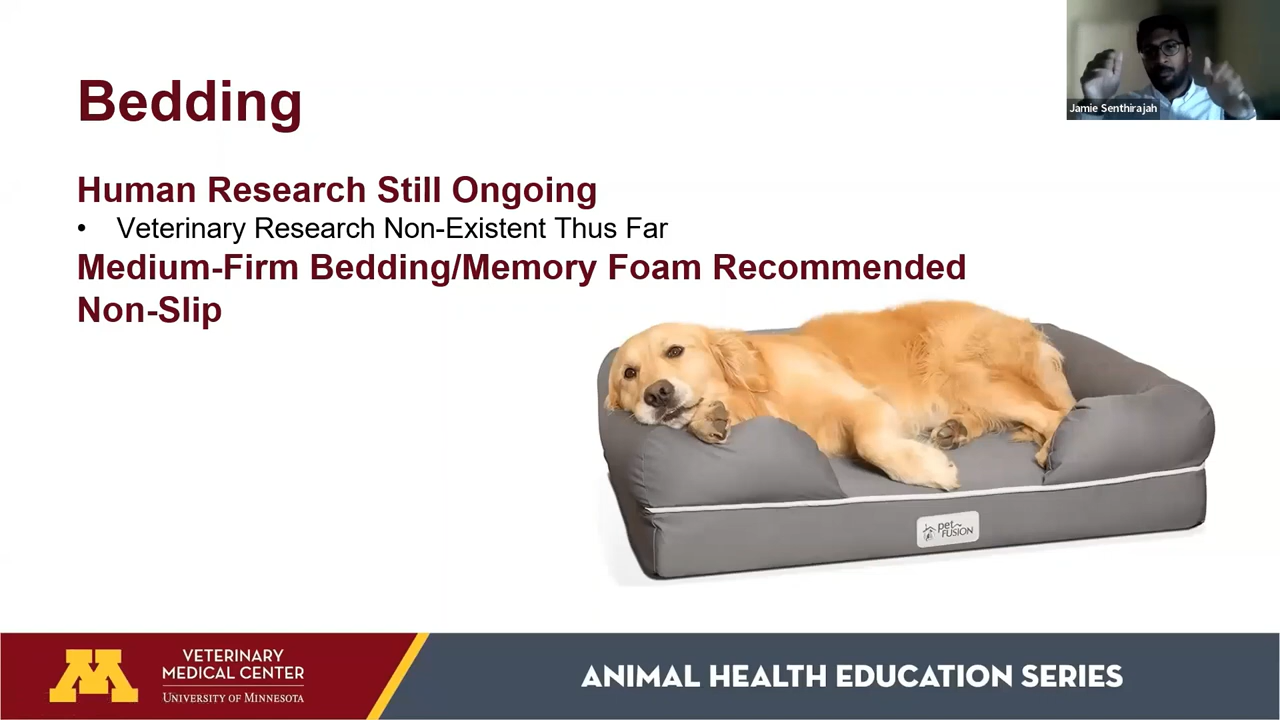 Jamie Senthirajah
Bedding
Human Research Still Ongoing
• Veterinary Research Non-Existent Thus Far
Medium-Firm Bedding/Memory Foam Recommended
Non-Slip
pet
FUSION
M
VETERINARY
MEDICAL CENTER
UNIVERSITY OF MINNESOTA
ANIMAL HEALTH EDUCATION SERIES